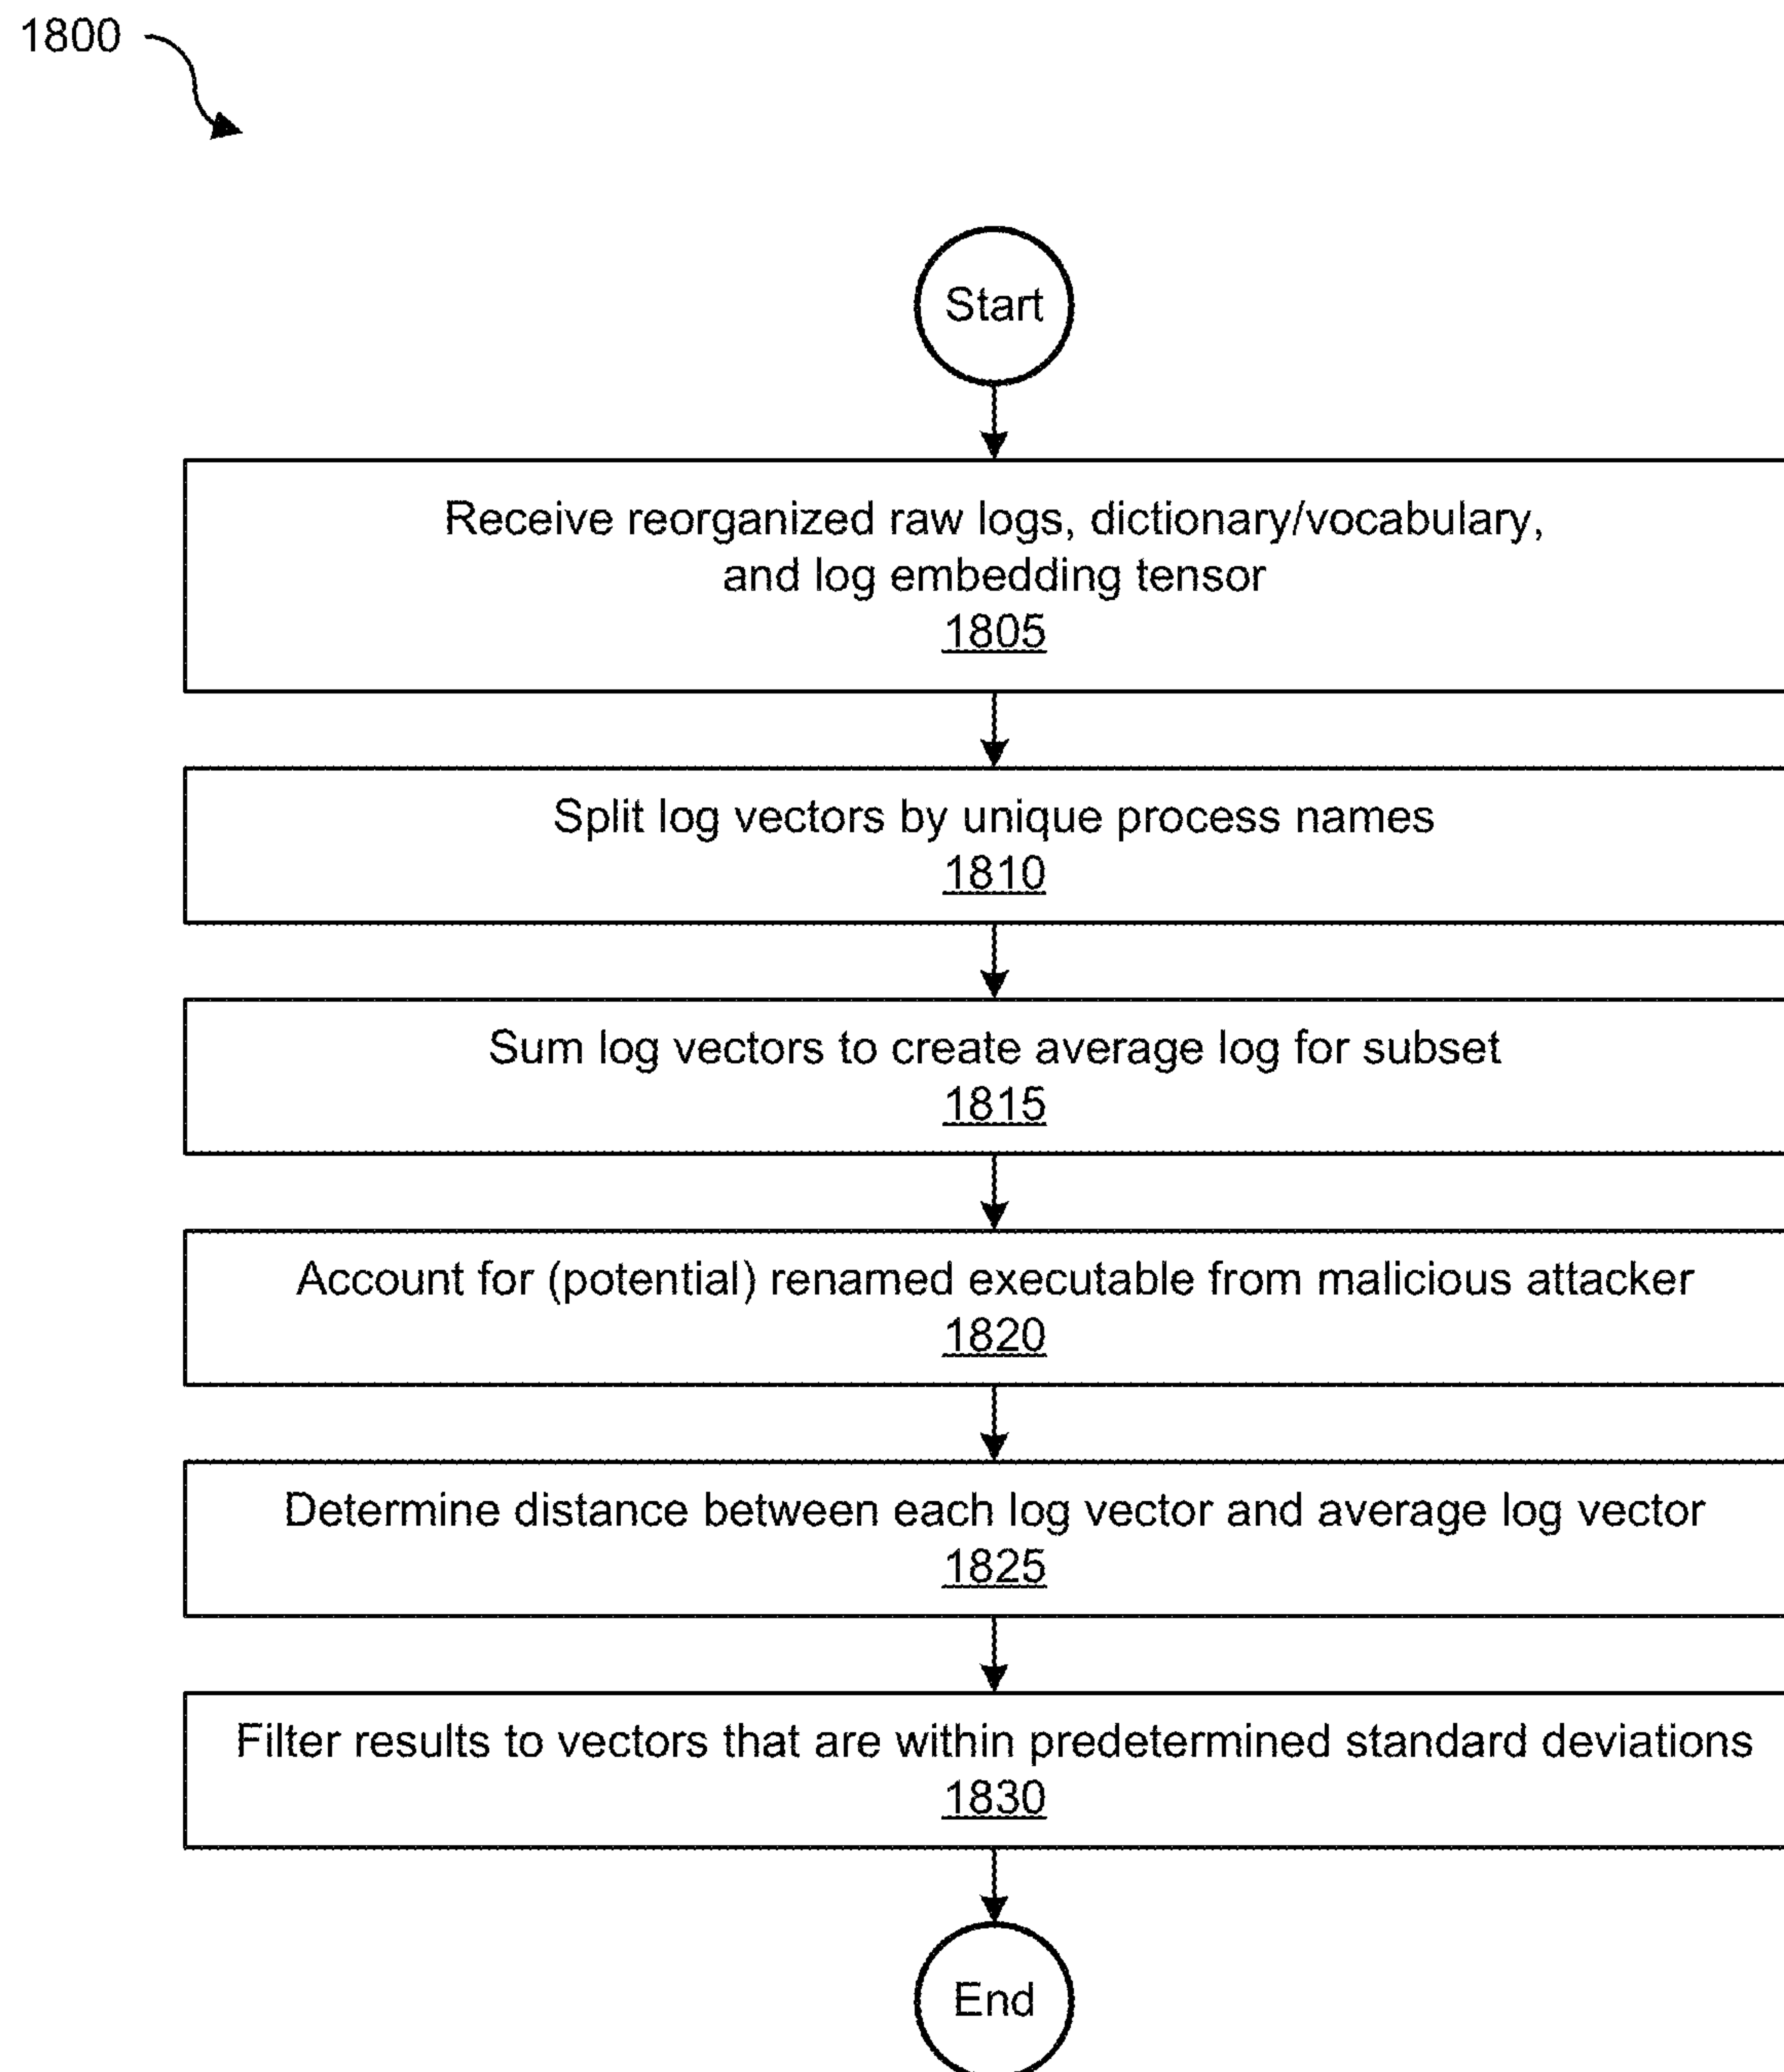 1800
Start
Receive reorganized raw logs, dictionary/vocabulary,
and log embedding tensor
1805
Split log vectors by unique process names
1810
Sum log vectors to create average log for subset
1815
Account for (potential) renamed executable from malicious attacker
1820
Determine distance between each log vector and average log vector
1825
Filter results to vectors that are within predetermined standard deviations
1830
End